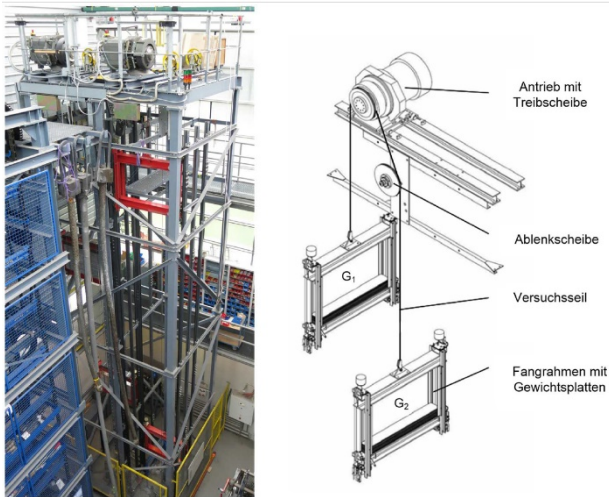 Antrieb mit
Treibscheibe
Ablenkscheibe
G₁
Versuchsseil
Fangrahmen mit
Gewichtsplatten
G₂